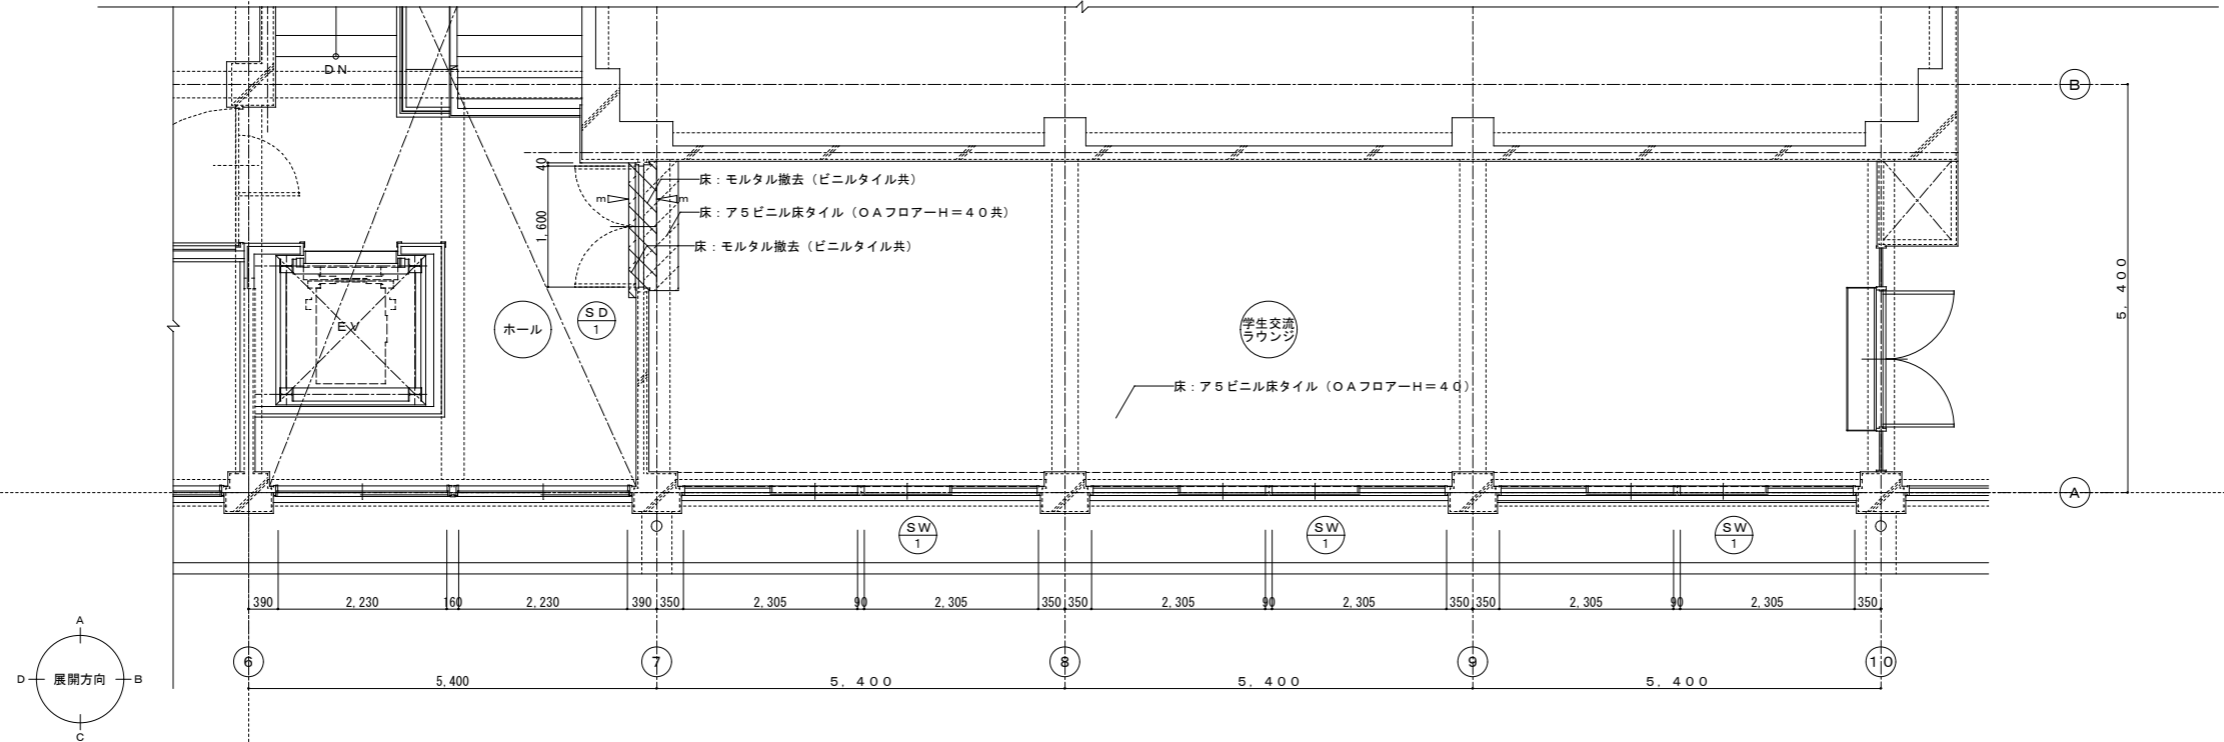 DN
B
40
床：モルタル撤去（ビニルタイル共）
m
m
床：ア５ビニル床タイル（ＯＡフロアーＨ＝４０共）
1,600
床：モルタル撤去（ビニルタイル共）
5,400
EV
ホール
SD
1
学生交流
ラウンジ
床：ア５ビニル床タイル（ＯＡフロアーＨ＝４０）
A
SW
1
SW
1
SW
1
390 2,230 160 2,230 390 350 2,305 90 2,305 350 350 2,305 90 2,305 350 350 2,305 90 2,305 350
A
6
7
8
9
10
D
展開方向
B
5,400
5,400
5,400
5,400
C